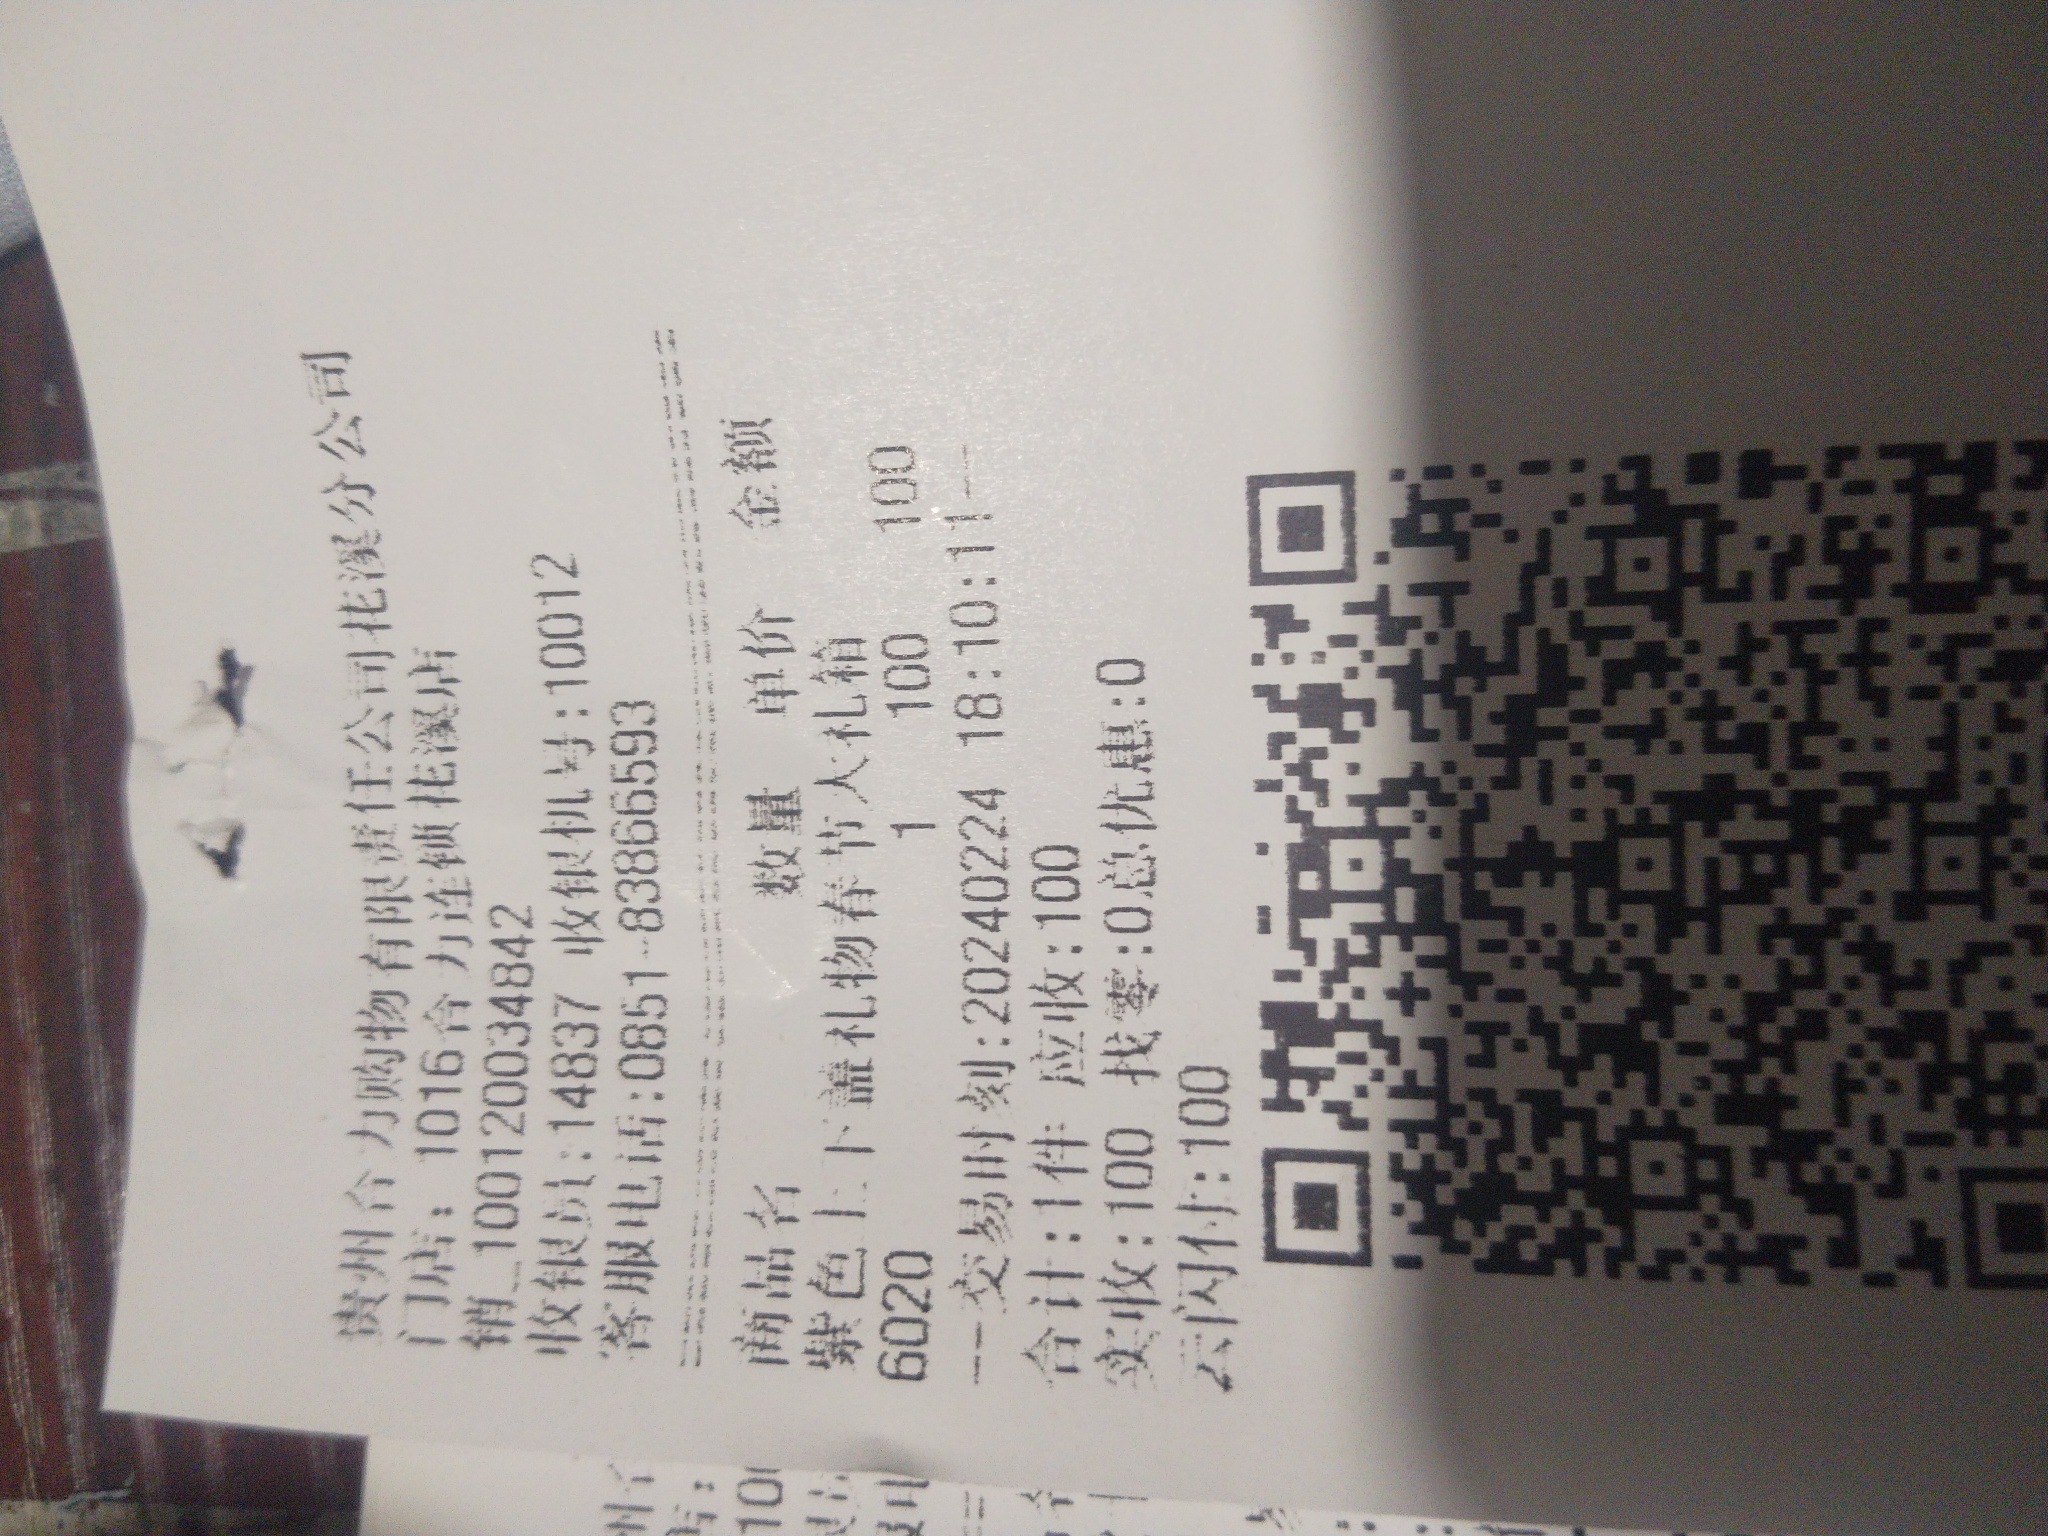 贵州合力购物有限责任公司花溪分公司
门店：1016合力连锁花溪店
销_100120034842
收银员:14837 收银机号:10012
客服电话:0851-83866593
商品名 数量 单价 金额
紫色上下盖礼物春节大礼箱
6020 1 100 100
--交易时刻:20240224 18:10:11--
合计:1件 应收:100
实收:100 找零:0总优惠:0
云闪付:100